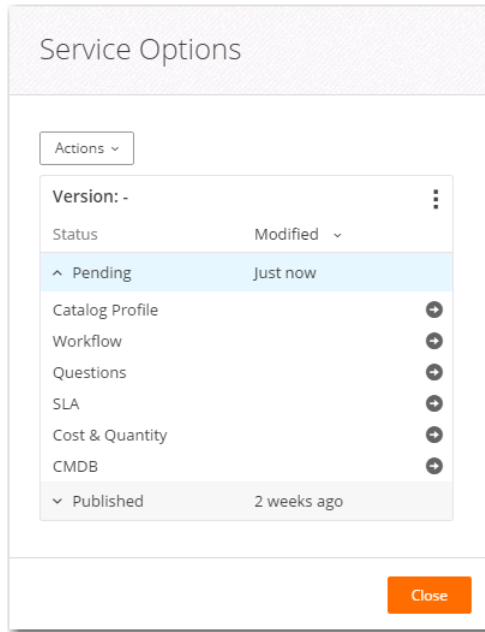 Service Options
Actions
Version: -
Status Modified
Pending Just now
Catalog Profile
Workflow
Questions
SLA
Cost & Quantity
CMDB
Published 2 weeks ago
Close